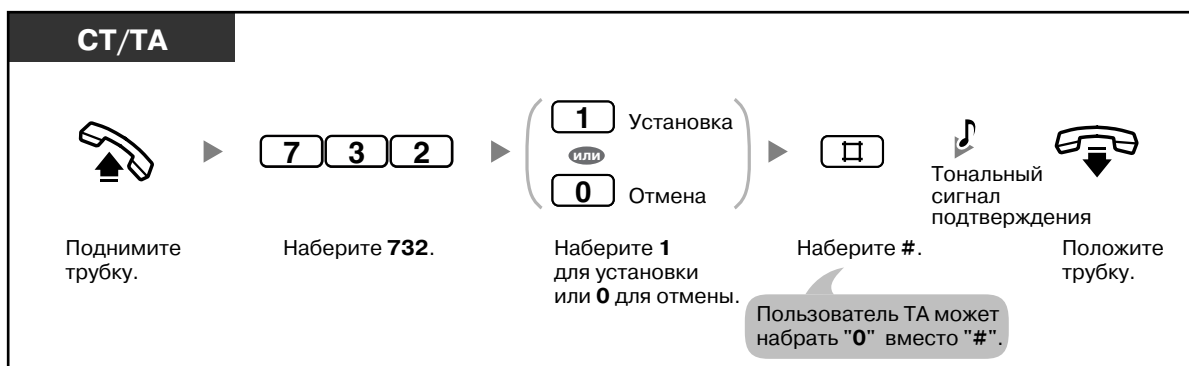 СТ/ТА
7 3 2
1 Установка
или
0 Отмена
#
Тональный
сигнал
подтверждения
Поднимите
трубку.
Наберите 732.
Наберите 1
для установки
или 0 для отмены.
Наберите #.
Положите
трубку.
Пользователь ТА может
набрать "0" вместо "#".